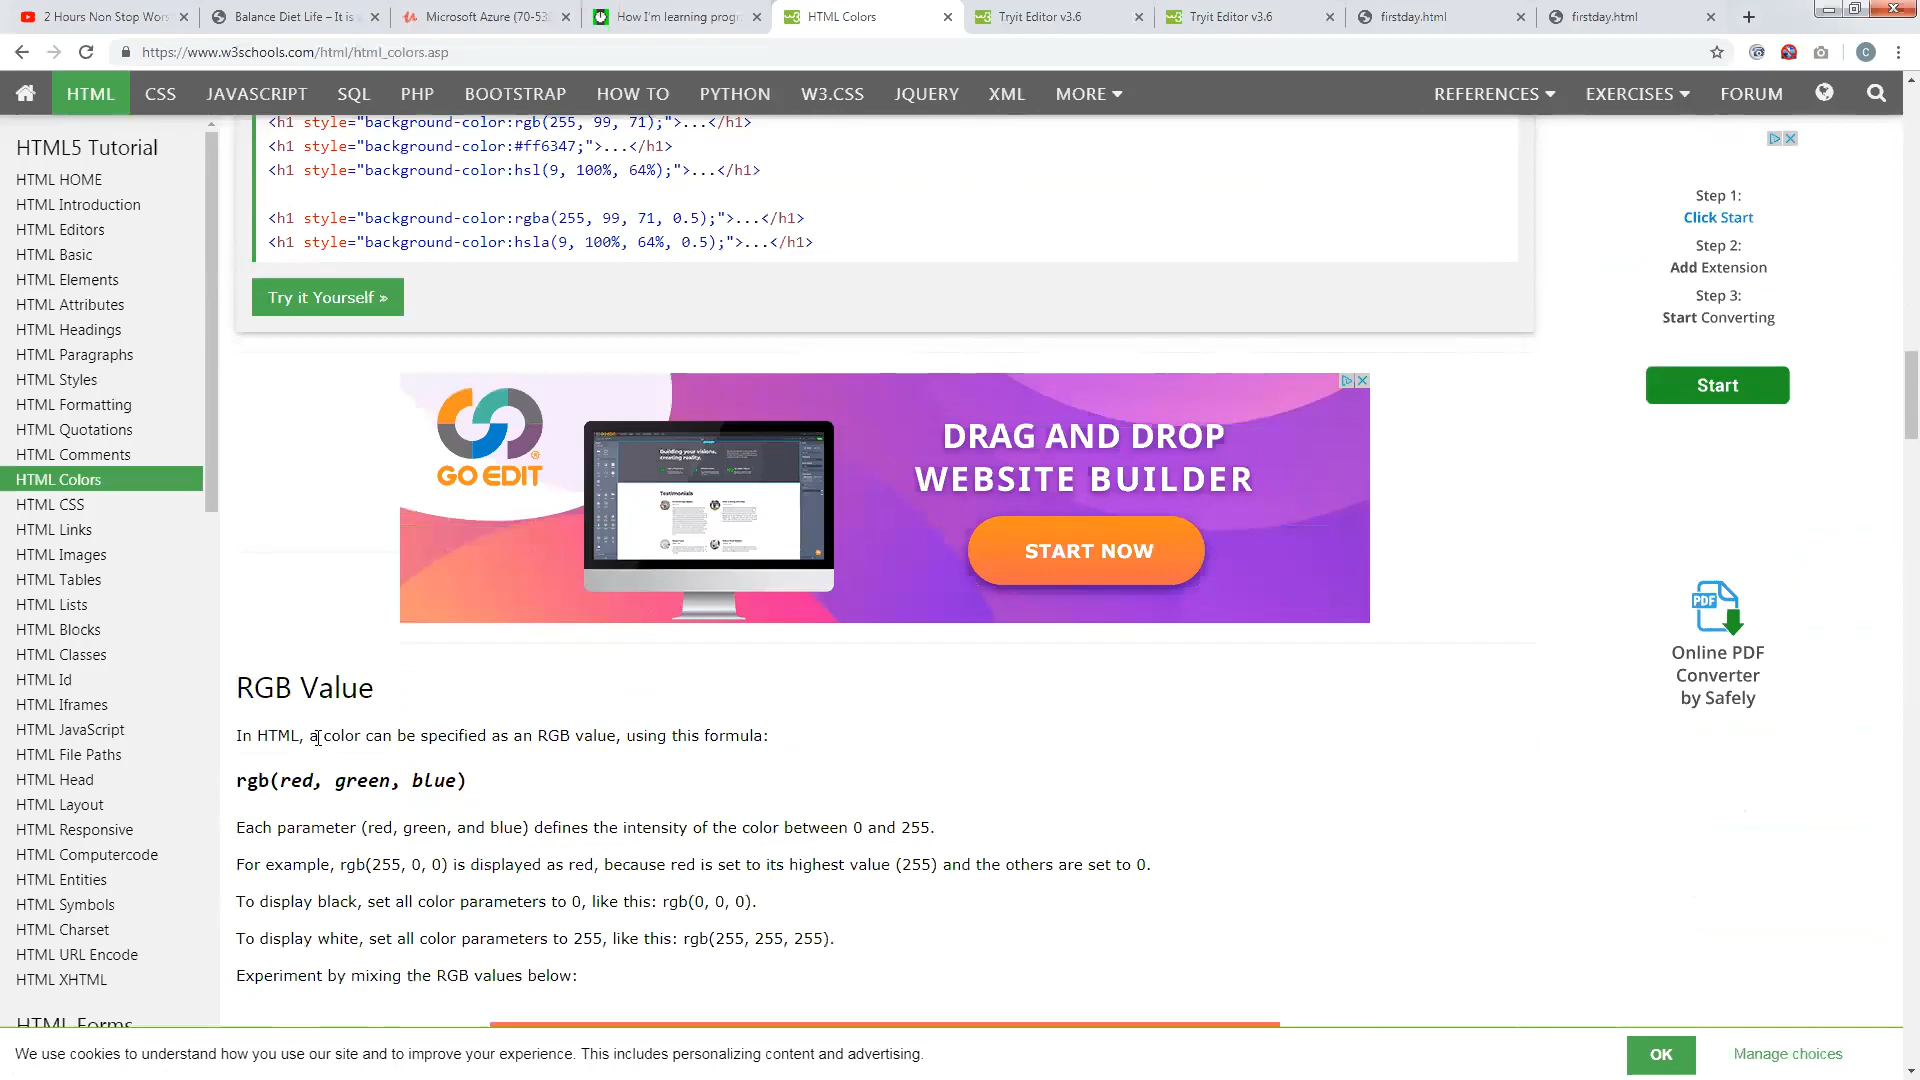 2 Hours Non Stop Wors
Balance Diet Life – It is
Microsoft Azure (70-53
How I'm learning progr
HTML Colors
Tryit Editor v3.6
Tryit Editor v3.6
firstday.html
firstday.html
https://www.w3schools.com/html/html_colors.asp
C
HTML CSS JAVASCRIPT SQL PHP BOOTSTRAP HOW TO PYTHON W3.CSS JQUERY XML MORE REFERENCES EXERCISES FORUM
HTML5 Tutorial
HTML HOME
HTML Introduction
HTML Editors
HTML Basic
HTML Elements
HTML Attributes
HTML Headings
HTML Paragraphs
HTML Styles
HTML Formatting
HTML Quotations
HTML Comments
HTML Colors
HTML CSS
HTML Links
HTML Images
HTML Tables
HTML Lists
HTML Blocks
HTML Classes
HTML Id
HTML Iframes
HTML JavaScript
HTML File Paths
HTML Head
HTML Layout
HTML Responsive
HTML Computercode
HTML Entities
HTML Symbols
HTML Charset
HTML URL Encode
HTML XHTML
HTML Forms
<h1 style="background-color:rgb(255, 99, 71);">...</h1>
<h1 style="background-color:#ff6347;">...</h1>
<h1 style="background-color:hsl(9, 100%, 64%);">...</h1>
<h1 style="background-color:rgba(255, 99, 71, 0.5);">...</h1>
<h1 style="background-color:hsla(9, 100%, 64%, 0.5);">...</h1>
Try it Yourself »
GO EDIT
Building your visions,
creating reality.
Testimonials
DRAG AND DROP
WEBSITE BUILDER
START NOW
RGB Value
In HTML, a color can be specified as an RGB value, using this formula:
rgb(red, green, blue)
Each parameter (red, green, and blue) defines the intensity of the color between 0 and 255.
For example, rgb(255, 0, 0) is displayed as red, because red is set to its highest value (255) and the others are set to 0.
To display black, set all color parameters to 0, like this: rgb(0, 0, 0).
To display white, set all color parameters to 255, like this: rgb(255, 255, 255).
Experiment by mixing the RGB values below:
Step 1:
Click Start
Step 2:
Add Extension
Step 3:
Start Converting
Start
PDF
Online PDF
Converter
by Safely
We use cookies to understand how you use our site and to improve your experience. This includes personalizing content and advertising.
OK
Manage choices